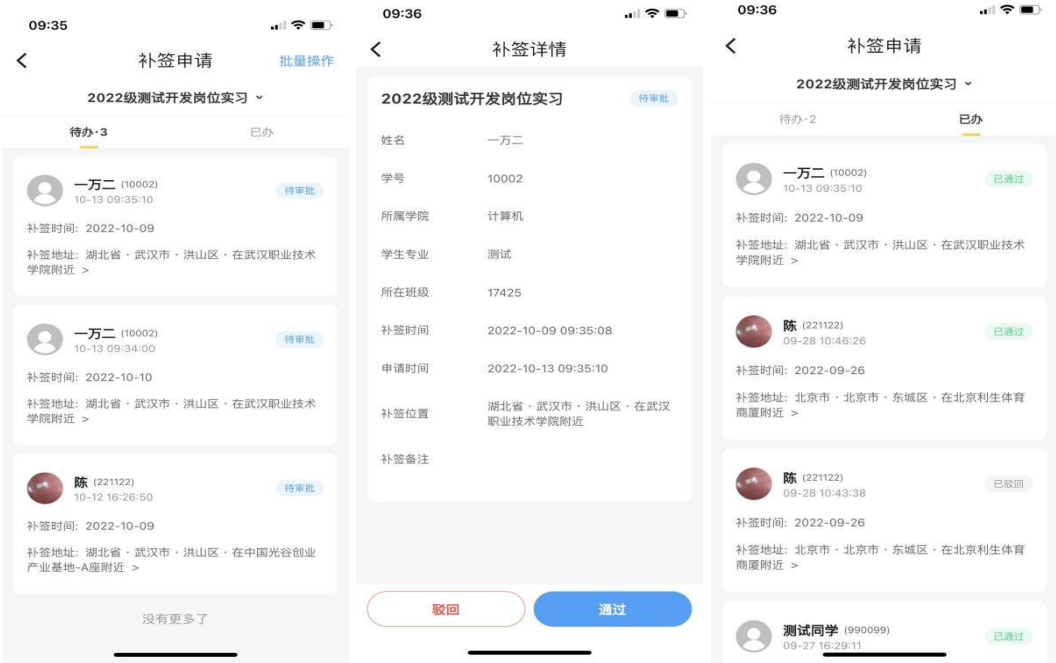 09:35
补签申请
批量操作
2022级测试开发岗位实习
待办·3
已办
一万二 (10002)
10-13 09:35:10
待审批
补签时间: 2022-10-09
补签地址: 湖北省·武汉市·洪山区·在武汉职业技术
学院附近 >
一万二 (10002)
10-13 09:34:00
待审批
补签时间: 2022-10-10
补签地址: 湖北省·武汉市·洪山区·在武汉职业技术
学院附近 >
陈 (221122)
10-12 16:26:50
待审批
补签时间: 2022-10-09
补签地址: 湖北省·武汉市·洪山区·在中国光谷创业
产业基地-A座附近 >
没有更多了
09:36
补签详情
2022级测试开发岗位实习
待审批
姓名 一万二
学号 10002
所属学院 计算机
学生专业 测试
所在班级 17425
补签时间 2022-10-09 09:35:08
申请时间 2022-10-13 09:35:10
补签位置 湖北省·武汉市·洪山区·在武汉
职业技术学院附近
补签备注
驳回
通过
09:36
补签申请
2022级测试开发岗位实习
待办·2
已办
一万二 (10002)
10-13 09:35:10
已通过
补签时间: 2022-10-09
补签地址: 湖北省·武汉市·洪山区·在武汉职业技术
学院附近 >
陈 (221122)
09-28 10:46:26
已通过
补签时间: 2022-09-26
补签地址: 北京市·北京市·东城区·在北京利生体育
商厦附近 >
陈 (221122)
09-28 10:43:38
已驳回
补签时间: 2022-09-26
补签地址: 北京市·北京市·东城区·在北京利生体育
商厦附近 >
测试同学 (990099)
09-27 16:29:11
已通过